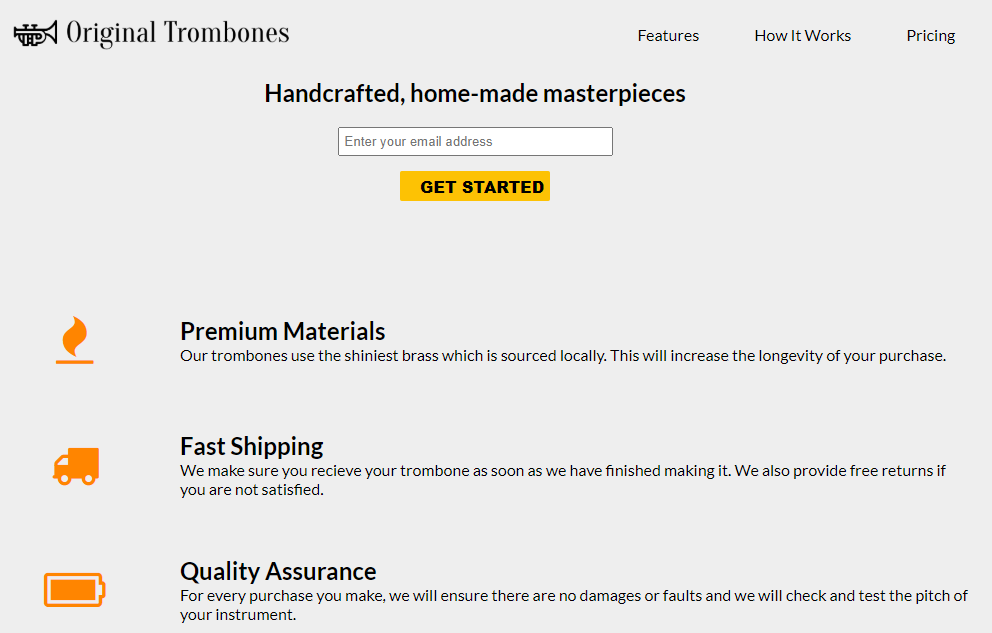 Original Trombones
Features
How It Works
Pricing
Handcrafted, home-made masterpieces
Enter your email address
GET STARTED
Premium Materials
Our trombones use the shiniest brass which is sourced locally. This will increase the longevity of your purchase.
Fast Shipping
We make sure you recieve your trombone as soon as we have finished making it. We also provide free returns if
you are not satisfied.
Quality Assurance
For every purchase you make, we will ensure there are no damages or faults and we will check and test the pitch of
your instrument.